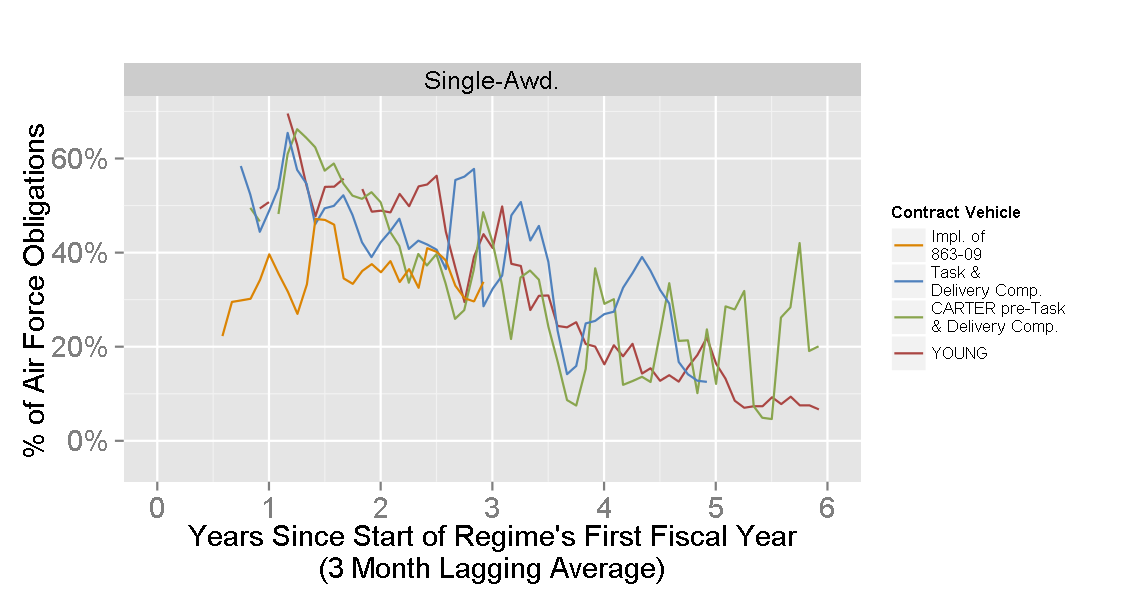 Single-Awd.
% of Air Force Obligations
60%
40%
20%
0%
0 1 2 3 4 5 6
Years Since Start of Regime's First Fiscal Year
(3 Month Lagging Average)
Contract Vehicle
Impl. of
863-09
Task &
Delivery Comp.
CARTER pre-Task
& Delivery Comp.
YOUNG